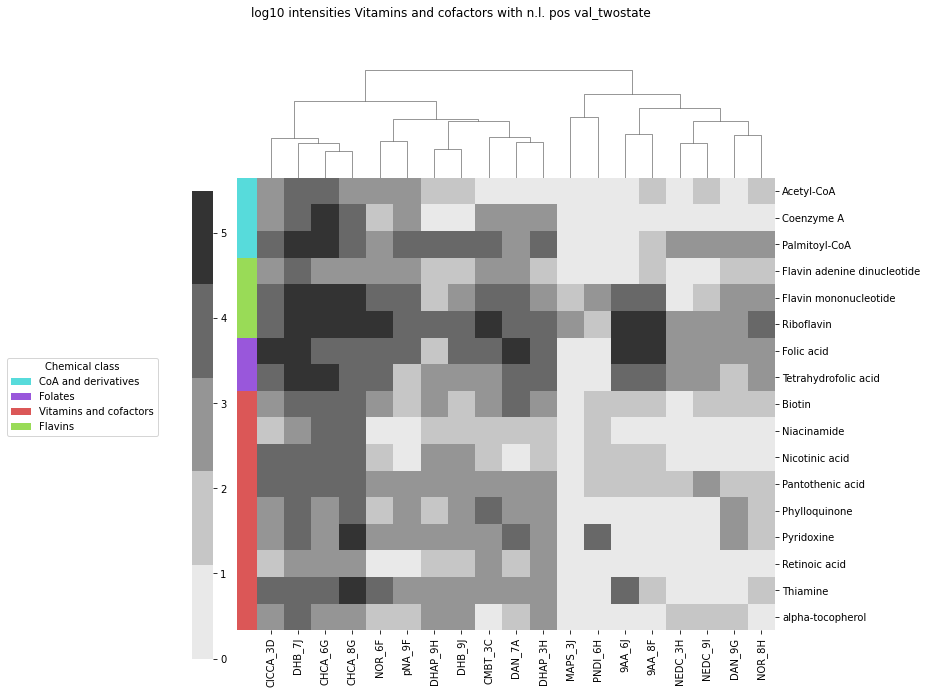 log10 intensities Vitamins and cofactors with n.l. pos val_twostate
Acetyl-CoA
Coenzyme A
Palmitoyl-CoA
Flavin adenine dinucleotide
Flavin mononucleotide
Riboflavin
Folic acid
Tetrahydrofolic acid
Biotin
Niacinamide
Nicotinic acid
Pantothenic acid
Phylloquinone
Pyridoxine
Retinoic acid
Thiamine
alpha-tocopherol
5
4
3
2
1
0
Chemical class
CoA and derivatives
Folates
Vitamins and cofactors
Flavins
CICCA_3D
DHB_7J
CHCA_6G
CHCA_8G
NOR_6F
pNA_9F
DHAP_9H
DHB_9J
CMBT_3C
DAN_7A
DHAP_3H
MAPS_3J
PNDI_6H
9AA_6J
9AA_8F
NEDC_3H
NEDC_9I
DAN_9G
NOR_8H